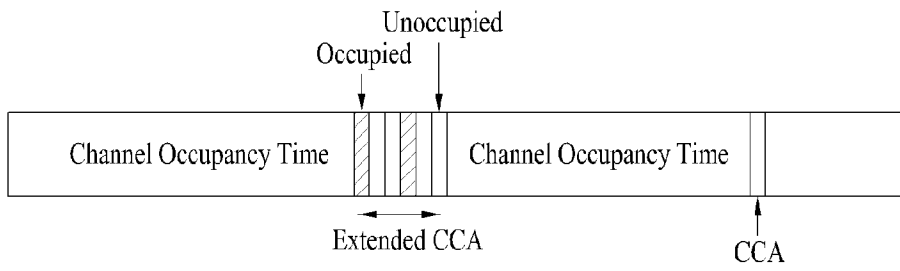 Unoccupied
Occupied
Channel Occupancy Time
Channel Occupancy Time
Extended CCA
CCA